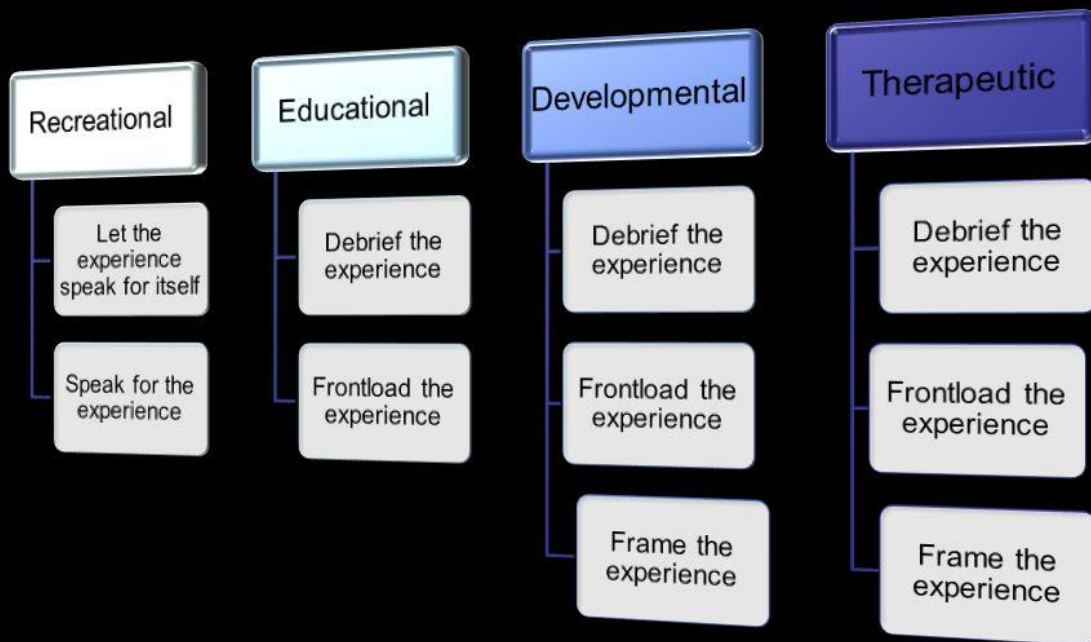 Recreational
Let the
experience
speak for itself
Speak for the
experience
Educational
Debrief the
experience
Frontload the
experience
Developmental
Debrief the
experience
Frontload the
experience
Frame the
experience
Therapeutic
Debrief the
experience
Frontload the
experience
Frame the
experience